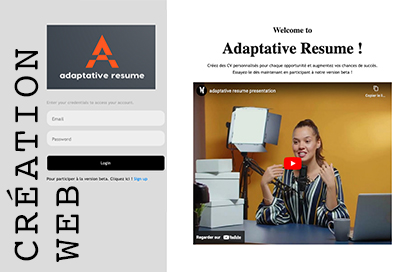 CRÉATION
WEB
adaptative resume
Enter your credentials to access your account.
Email
Password
Login
Pour participer à la version beta. Cliquez ici ! Sign up
Welcome to
Adaptative Resume !
Créez des CV personnalisés pour chaque opportunité et augmentez vos chances de succès.
Essayez-le dès maintenant en participant à notre version beta !
adaptative resume presentation
Copier le li...
Regarder sur YouTube